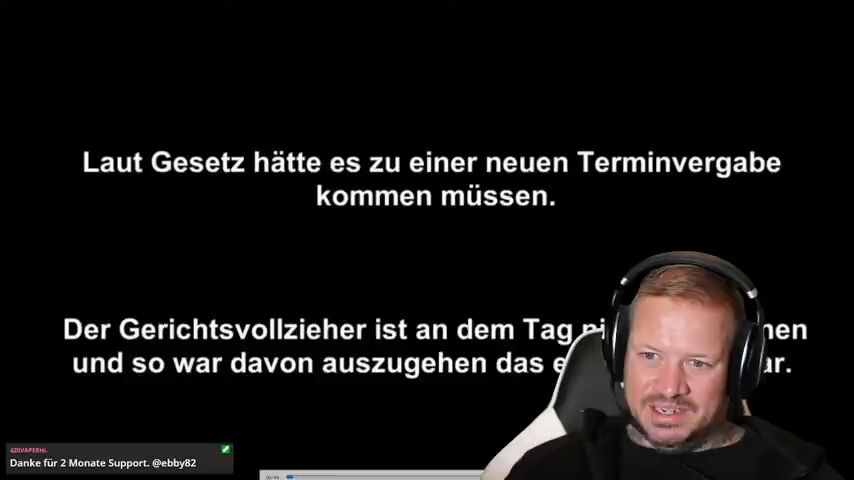 Laut Gesetz hätte es zu einer neuen Terminvergabe
kommen müssen.
Der Gerichtsvollzieher ist an dem Tag
und so war davon auszugehen das
420VAPERHL
Danke für 2 Monate Support. @ebby82